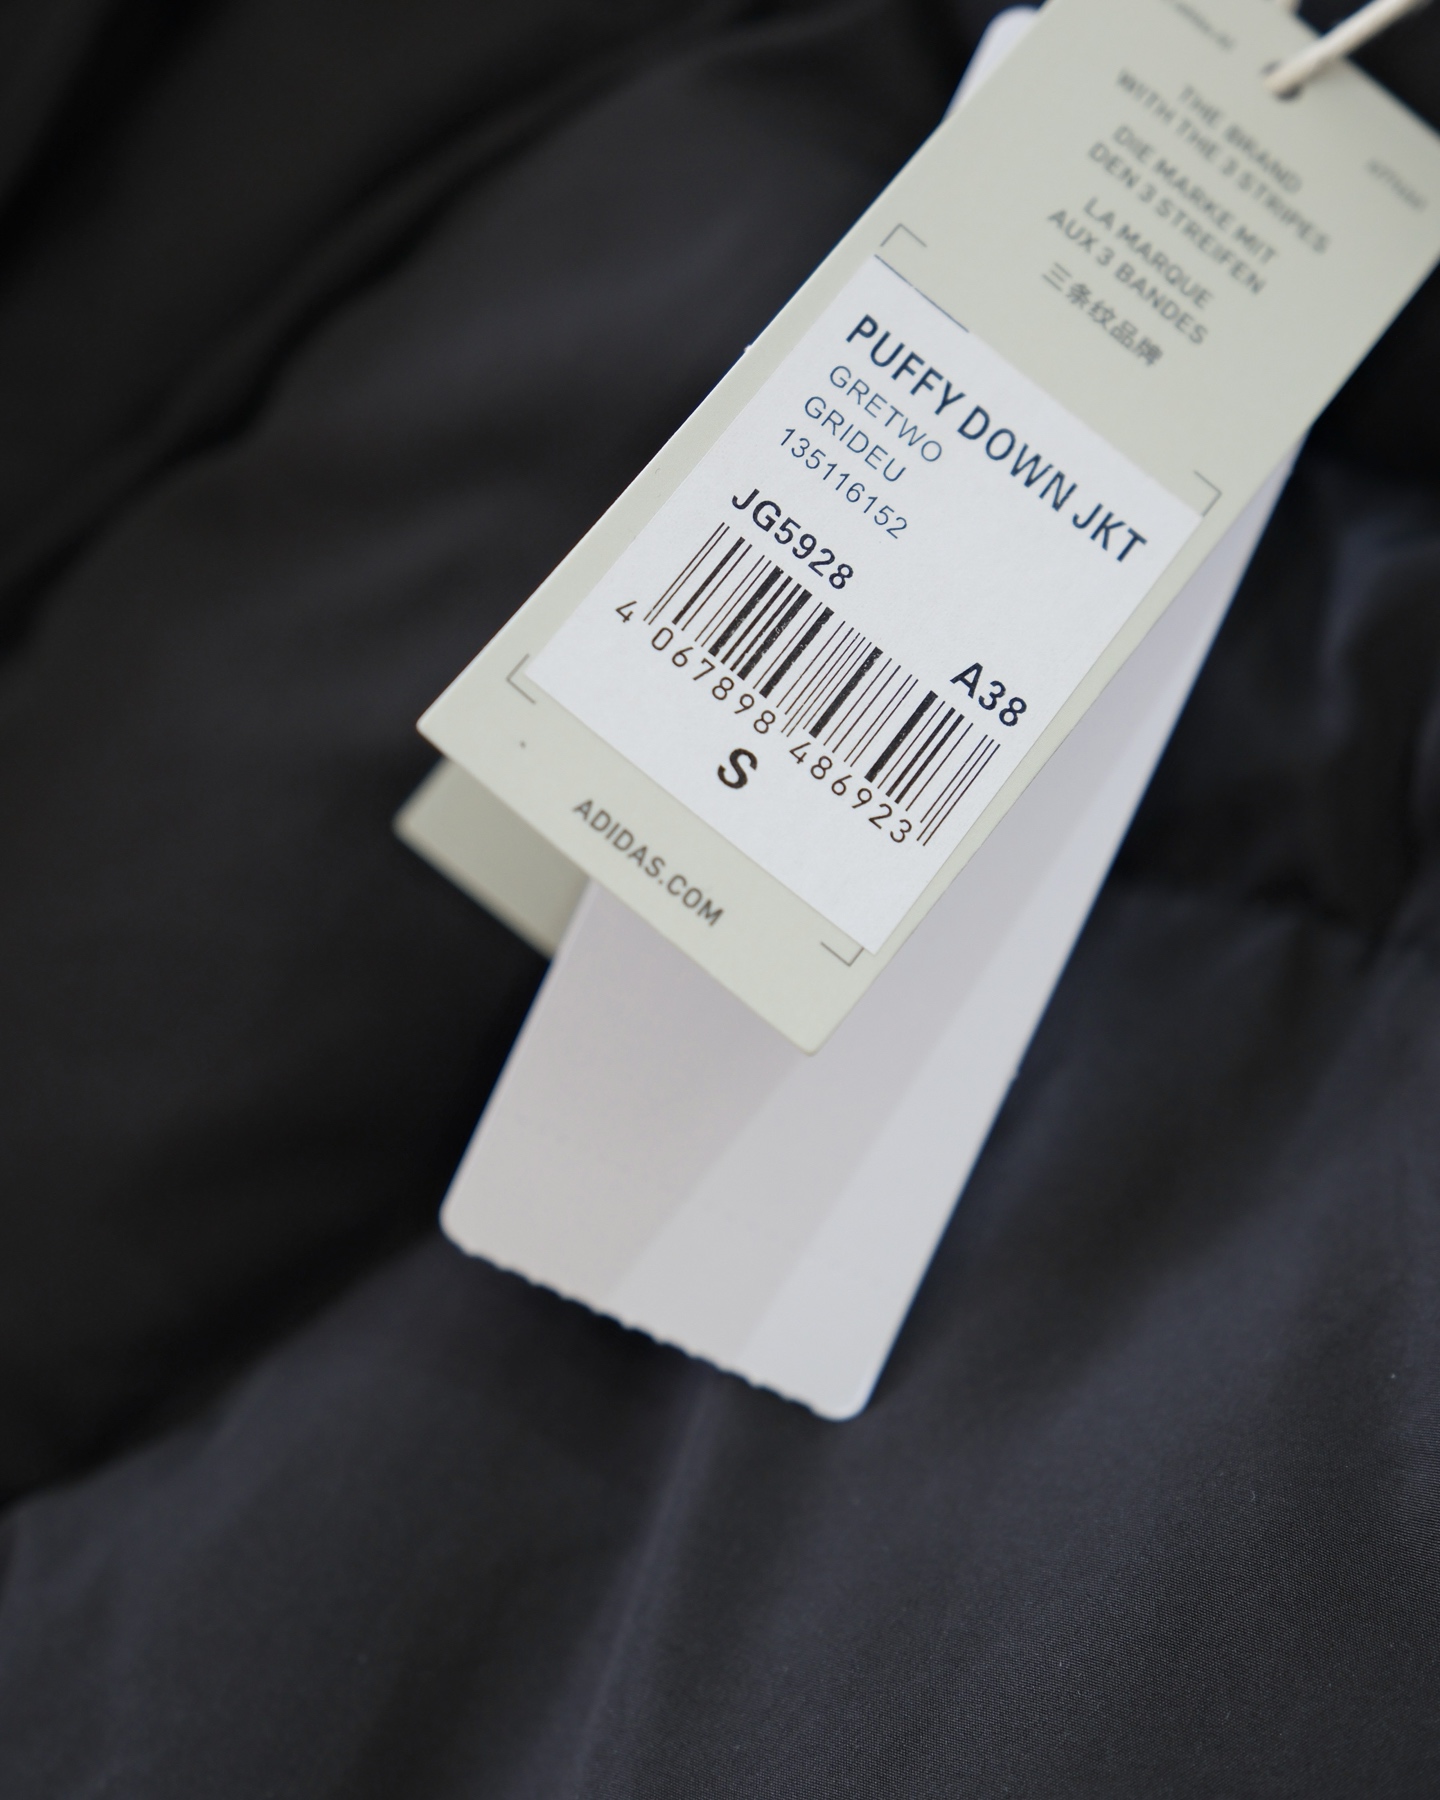 THE BRAND
WITH THE 3 STRIPES
DIE MARKE MIT
DEN 3 STREIFEN
LA MARQUE
AUX 3 BANDES
三条纹品牌
PUFFY DOWN JKT
GRETWO
GRIDEU
135116152
JG5928
A38
4 067898 486923
S
ADIDAS.COM